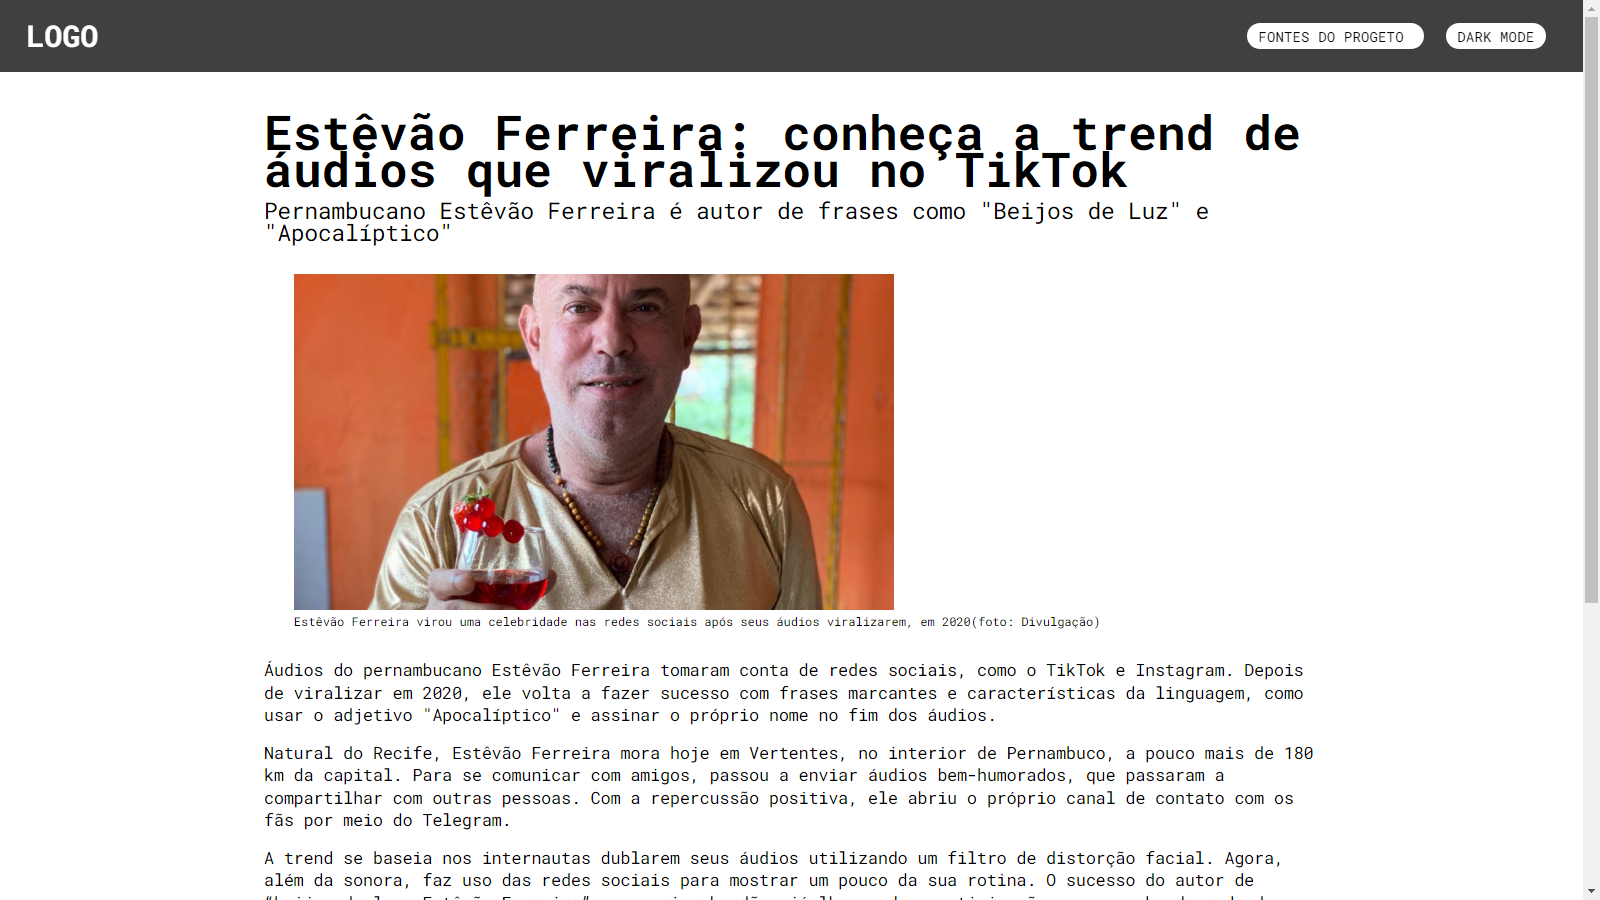 LOGO
FONTES DO PROGETO
DARK MODE
Estêvão Ferreira: conheça a trend de
áudios que viralizou no TikTok
Pernambucano Estêvão Ferreira é autor de frases como "Beijos de Luz" e
"Apocalíptico"
Estêvão Ferreira virou uma celebridade nas redes sociais após seus áudios viralizarem, em 2020(foto: Divulgação)
Áudios do pernambucano Estêvão Ferreira tomaram conta de redes sociais, como o TikTok e Instagram. Depois
de viralizar em 2020, ele volta a fazer sucesso com frases marcantes e características da linguagem, como
usar o adjetivo "Apocalíptico" e assinar o próprio nome no fim dos áudios.
Natural do Recife, Estêvão Ferreira mora hoje em Vertentes, no interior de Pernambuco, a pouco mais de 180
km da capital. Para se comunicar com amigos, passou a enviar áudios bem-humorados, que passaram a
compartilhar com outras pessoas. Com a repercussão positiva, ele abriu o próprio canal de contato com os
fãs por meio do Telegram.
A trend se baseia nos internautas dublarem seus áudios utilizando um filtro de distorção facial. Agora,
além da sonora, faz uso das redes sociais para mostrar um pouco da sua rotina. O sucesso do autor de